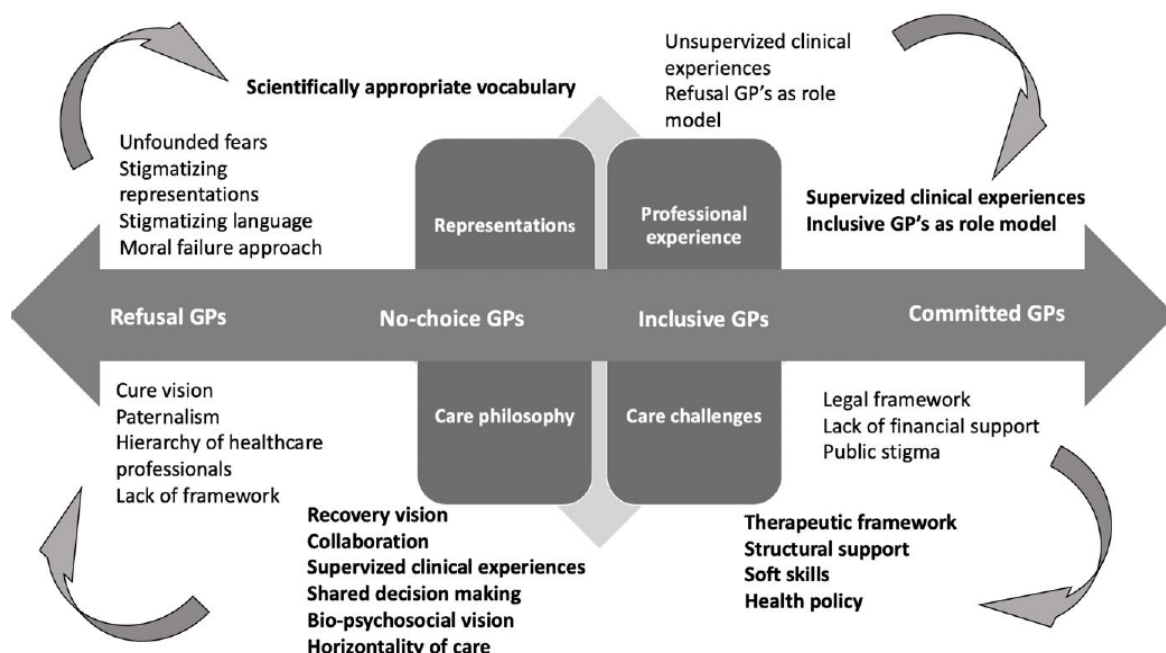 Scientifically appropriate vocabulary
Unsupervized clinical
experiences
Refusal GP's as role
model
Unfounded fears
Stigmatizing
representations
Stigmatizing language
Moral failure approach
Representations
Professional
experience
Supervized clinical experiences
Inclusive GP's as role model
Refusal GPs
No-choice GPs
Inclusive GPs
Committed GPs
Cure vision
Paternalism
Hierarchy of healthcare
professionals
Lack of framework
Care philosophy
Care challenges
Legal framework
Lack of financial support
Public stigma
Recovery vision
Collaboration
Supervized clinical experiences
Shared decision making
Bio-psychosocial vision
Horizontality of care
Therapeutic framework
Structural support
Soft skills
Health policy